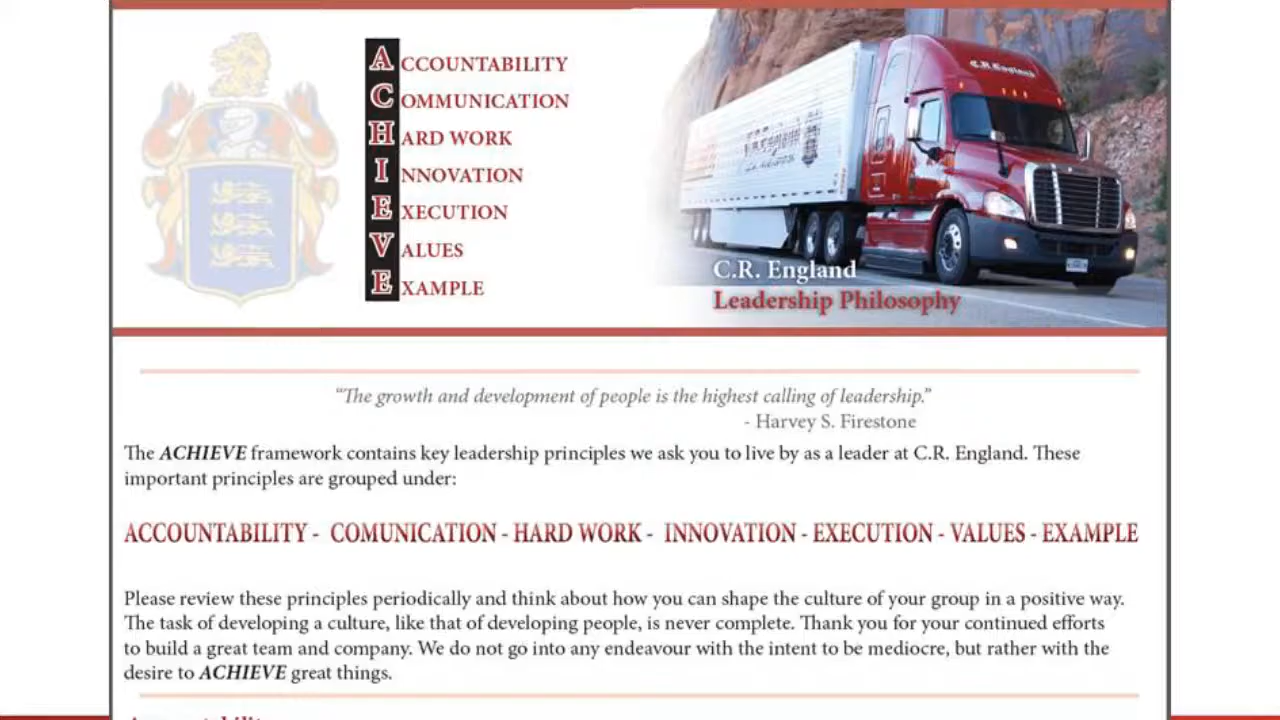 ACCOUNTABILITY
COMMUNICATION
HARD WORK
INNOVATION
EXECUTION
VALUES
EXAMPLE
C.R. England
C.R. England
C.R. England
Leadership Philosophy
“The growth and development of people is the highest calling of leadership.”
- Harvey S. Firestone
The ACHIEVE framework contains key leadership principles we ask you to live by as a leader at C.R. England. These
important principles are grouped under:
ACCOUNTABILITY - COMUNICATION - HARD WORK - INNOVATION - EXECUTION - VALUES - EXAMPLE
Please review these principles periodically and think about how you can shape the culture of your group in a positive way.
The task of developing a culture, like that of developing people, is never complete. Thank you for your continued efforts
to build a great team and company. We do not go into any endeavour with the intent to be mediocre, but rather with the
desire to ACHIEVE great things.